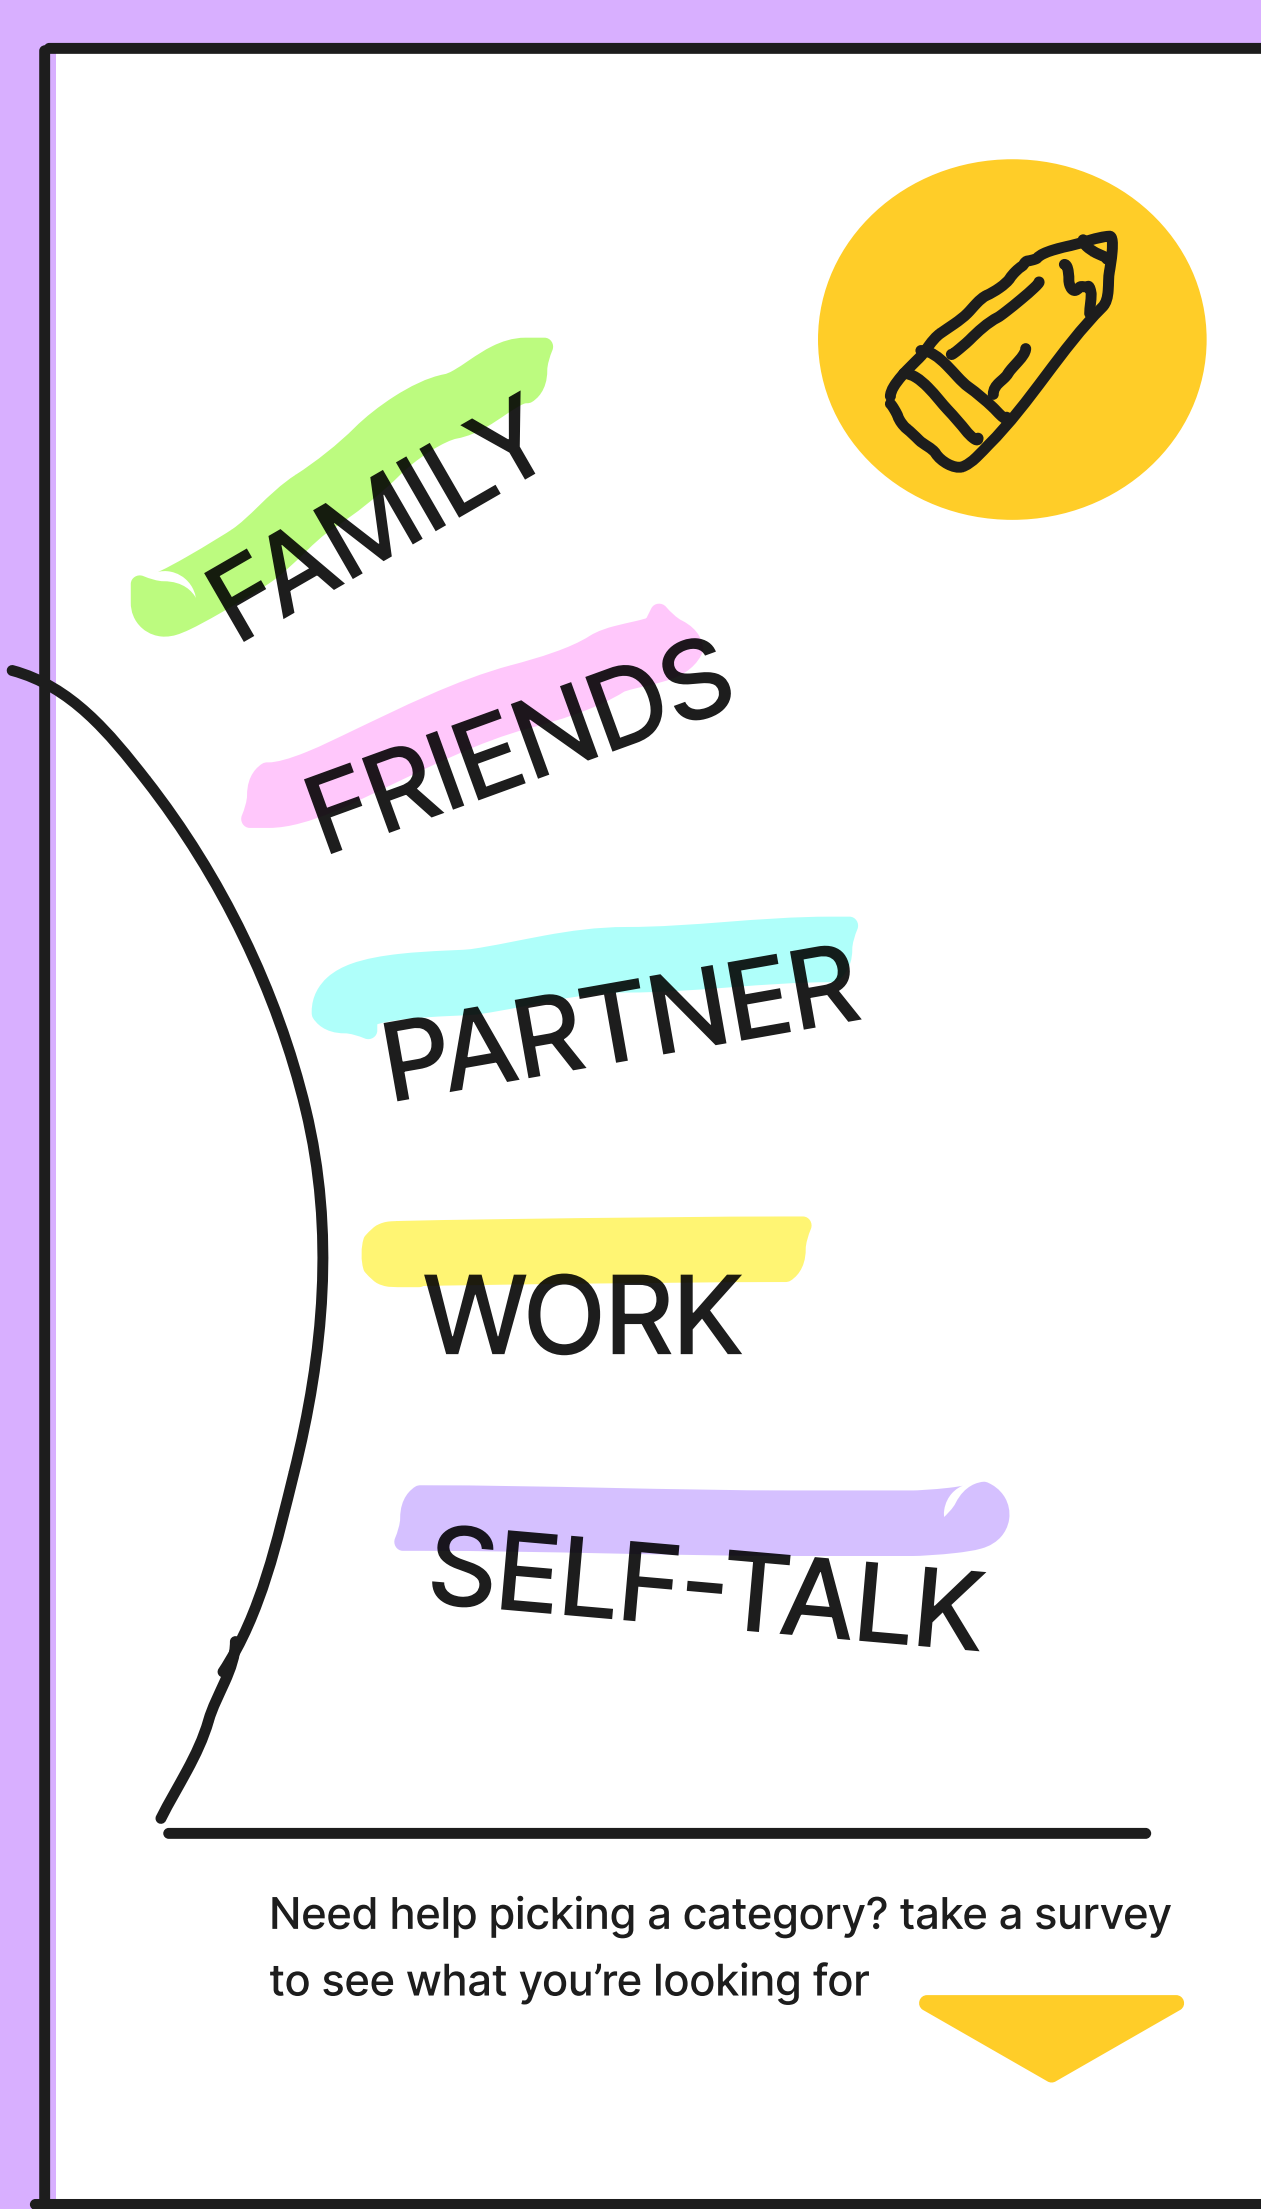 FAMILY
FRIENDS
PARTNER
WORK
SELF-TALK
Need help picking a category? take a survey
to see what you’re looking for